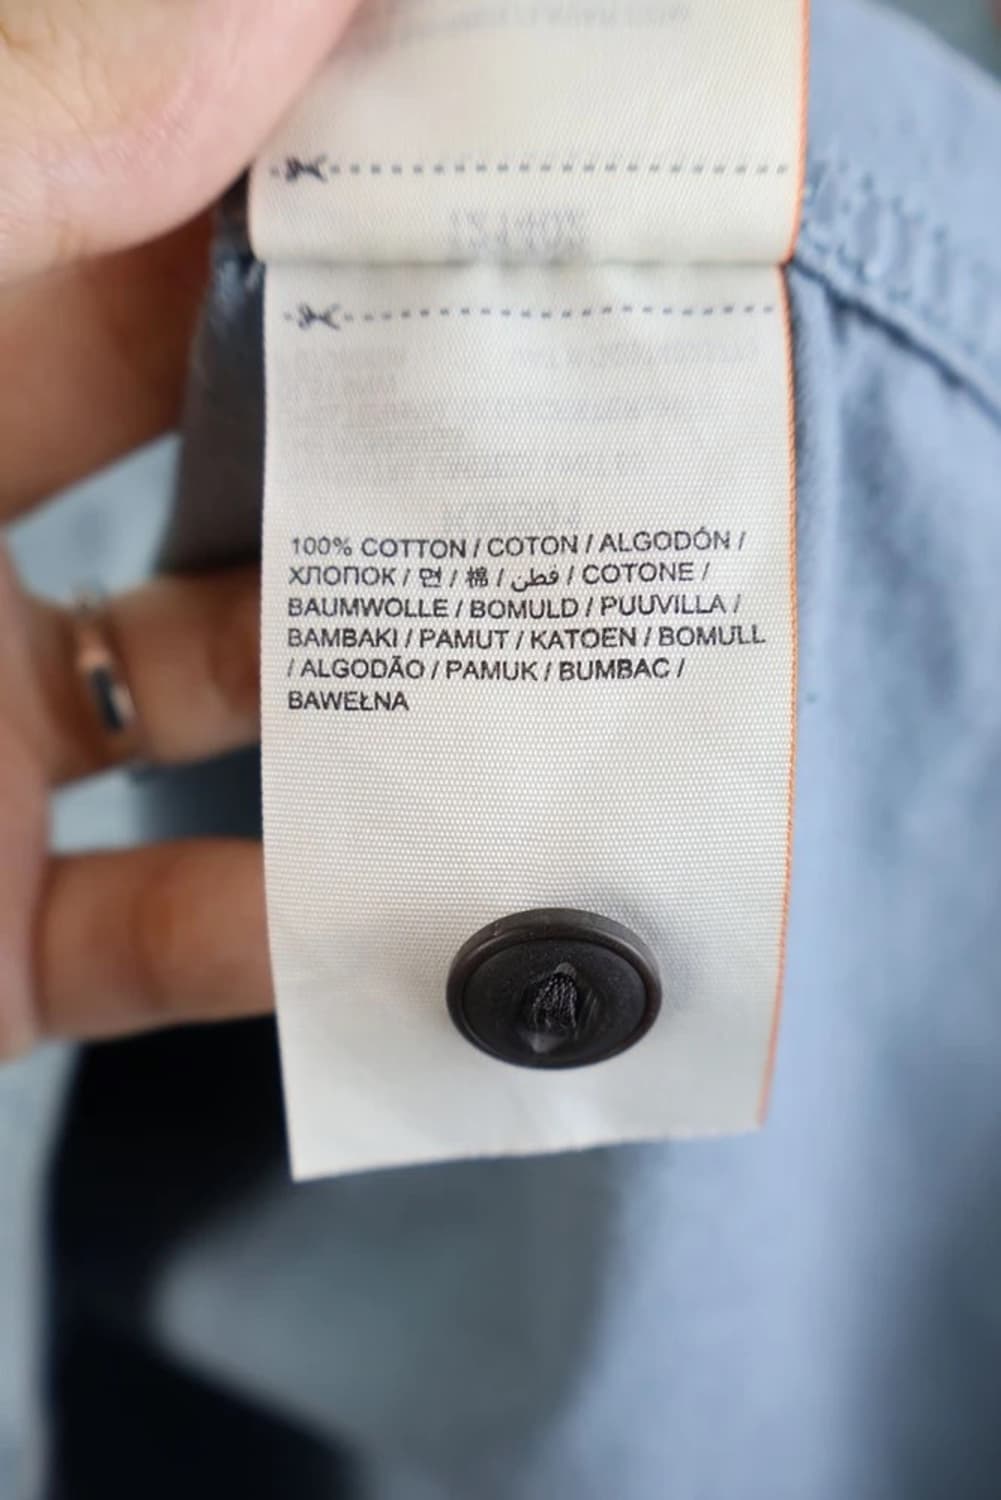 100% COTTON / COTON / ALGODÓN /
ХЛОПОК / 면 / 棉 / قطن / COTONE /
BAUMWOLLE / BOMULD / PUUVILLA /
BAMBAKI / PAMUT / KATOEN / BOMULL
/ ALGODÃO / PAMUK / BUMBAC /
BAWEŁNA